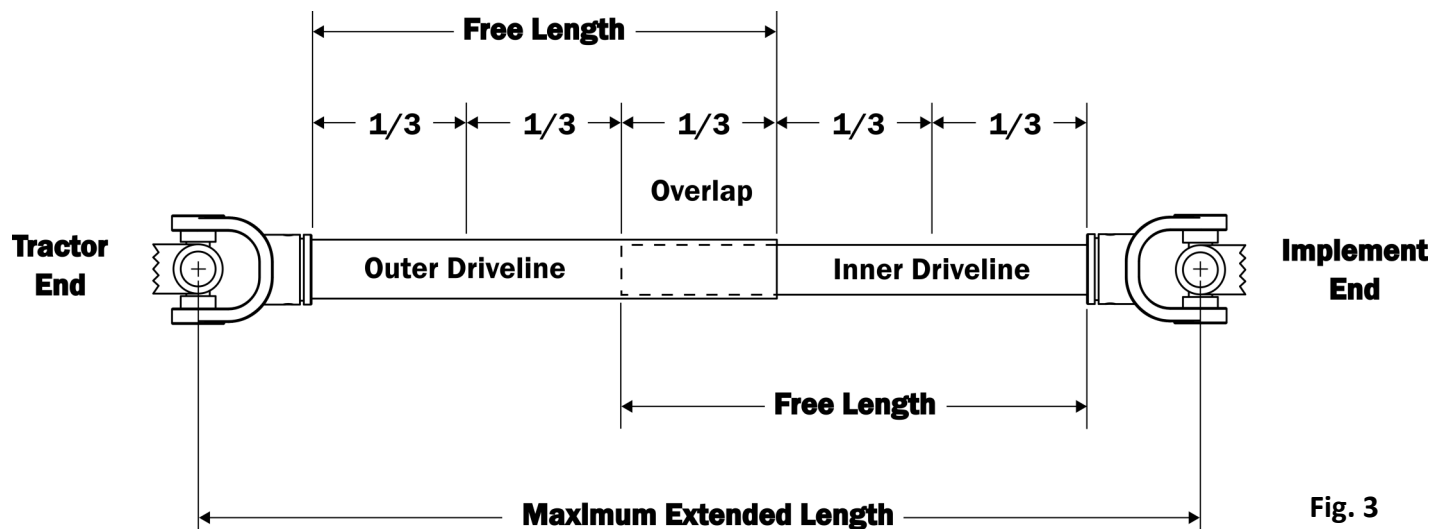 Free Length
1/3 1/3 1/3 1/3 1/3
Overlap
Tractor
End
Outer Driveline
Inner Driveline
Implement
End
Free Length
Maximum Extended Length
Fig. 3